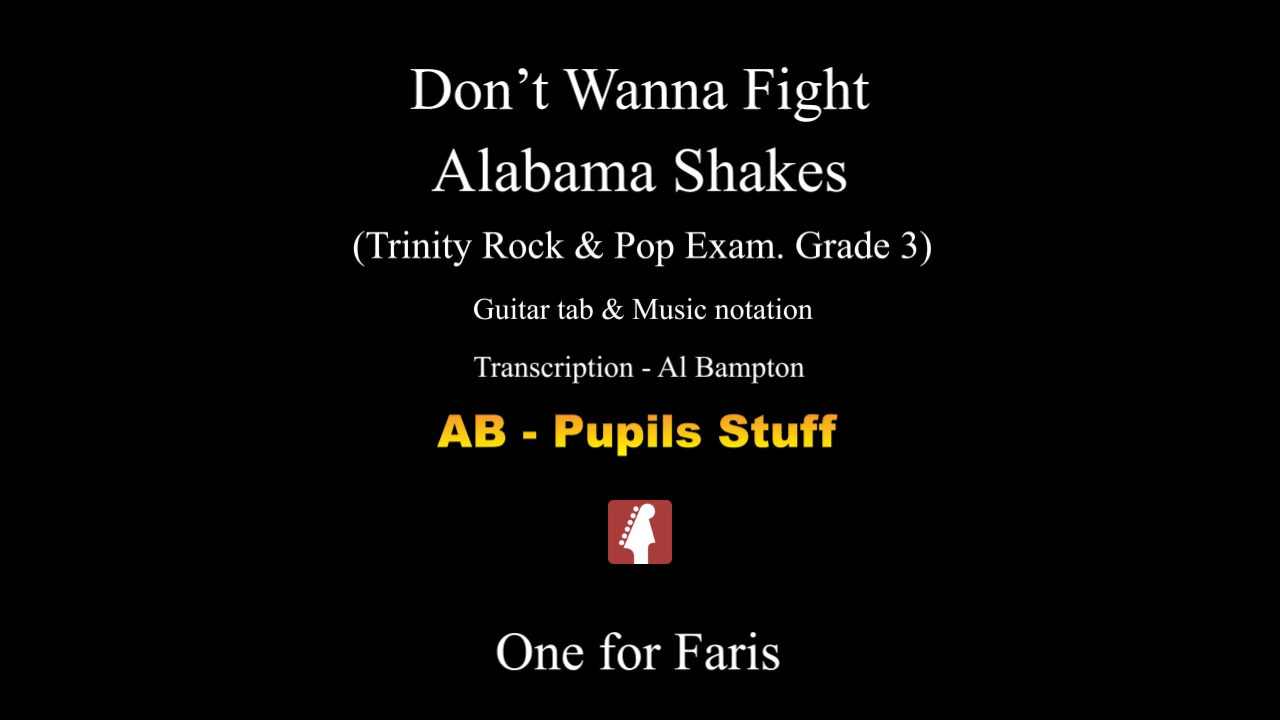 Don’t Wanna Fight
Alabama Shakes
(Trinity Rock & Pop Exam. Grade 3)
Guitar tab & Music notation
Transcription - Al Bampton
AB - Pupils Stuff
One for Faris